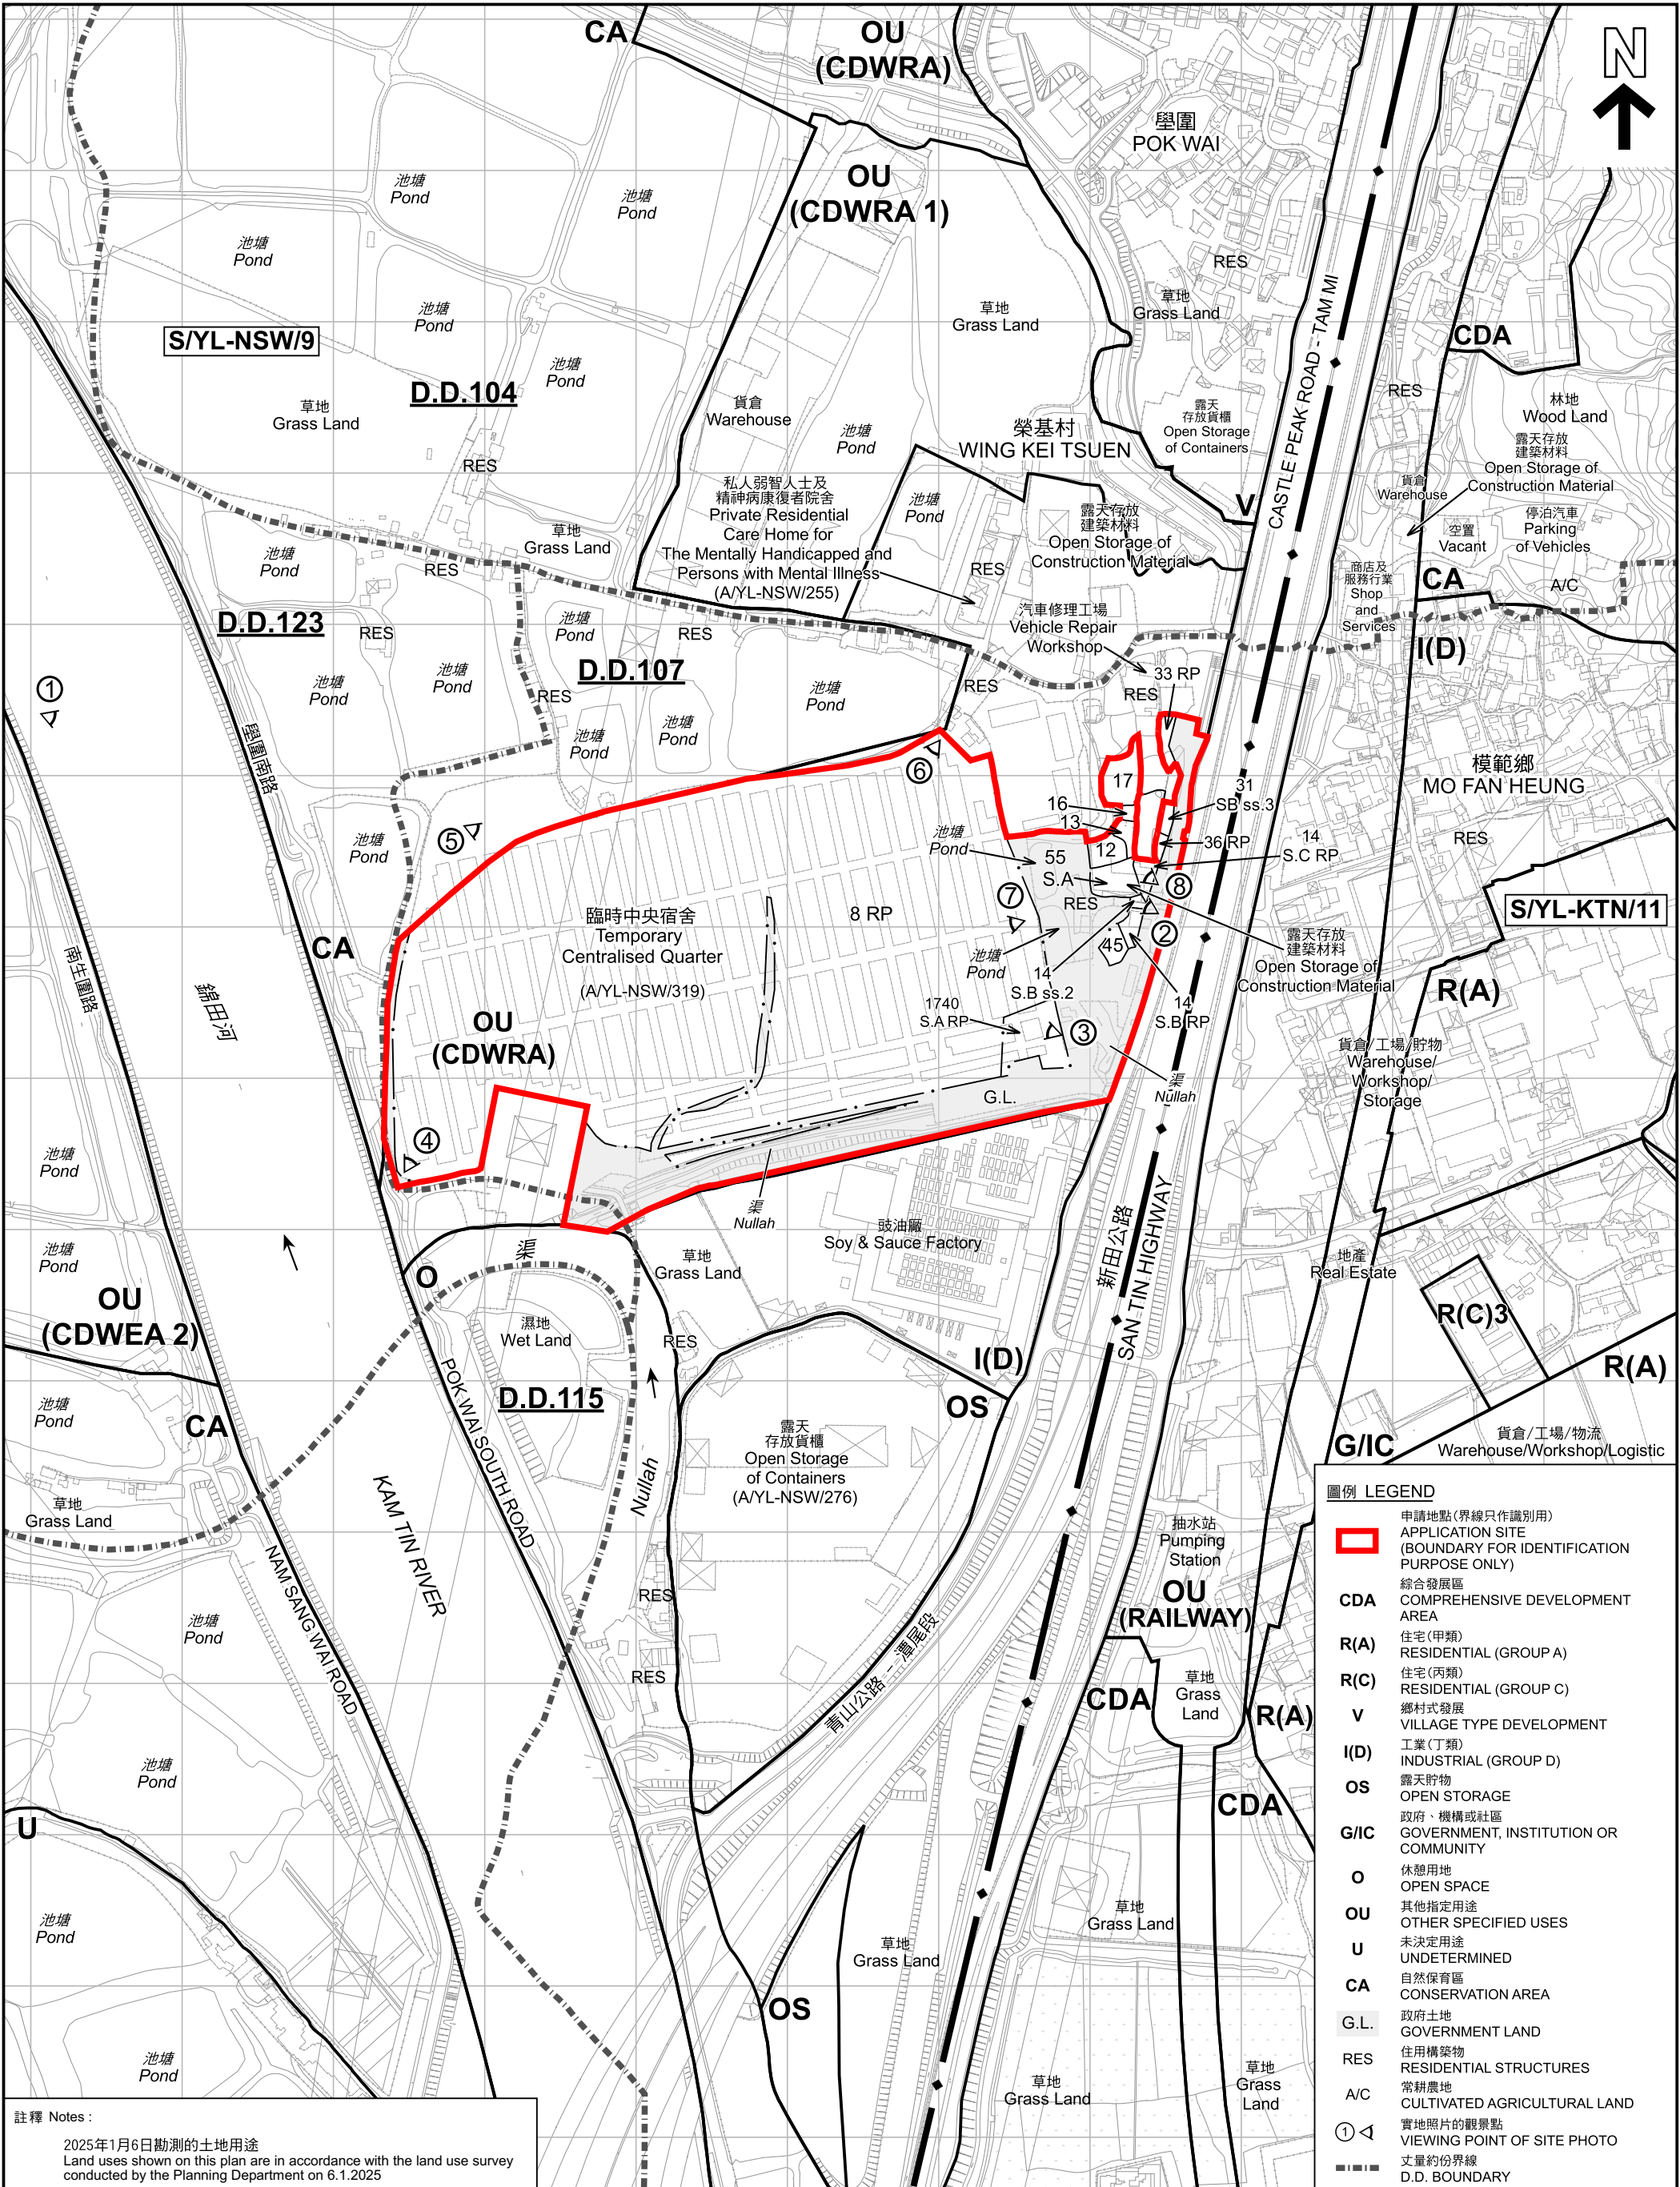 CA
OU
(CDWRA)
N
壆圍
POK WAI
OU
(CDWRA 1)
池塘
Pond
池塘
Pond
池塘
Pond
池塘
Pond
池塘
Pond
S/YL-NSW/9
D.D.104
草地
Grass Land
RES
草地
Grass Land
草地
Grass Land
RES
CASTLE PEAK ROAD - TAM MI
CDA
RES
林地
Wood Land
露天存放
建築材料
Open Storage of
Construction Material
貨倉
Warehouse
停泊汽車
Parking
of Vehicles
空置
Vacant
A/C
商店及
服務行業
Shop
and
Services
CA
I(D)
貨倉
Warehouse
池塘
Pond
榮基村
WING KEI TSUEN
露天
存放貨櫃
Open Storage
of Containers
V
私人弱智人士及
精神病康復者院舍
Private Residential
Care Home for
The Mentally Handicapped and
Persons with Mental Illness
(A/YL-NSW/255)
池塘
Pond
露天存放
建築材料
Open Storage of
Construction Material
RES
汽車修理工場
Vehicle Repair
Workshop
33 RP
RES
RES
草地
Grass Land
池塘
Pond
RES
D.D.123
RES
池塘
Pond
池塘
Pond
池塘
Pond
RES
D.D.107
RES
池塘
Pond
池塘
Pond
池塘
Pond
1
壆圍南路
6
17
16
13
12
31
SB ss.3
36 RP
14
S.C RP
模範鄉
MO FAN HEUNG
RES
S/YL-KTN/11
R(A)
5
池塘
Pond
池塘
Pond
55
S.A
RES
8
7
2
45
8 RP
臨時中央宿舍
Temporary
Centralised Quarter
(A/YL-NSW/319)
CA
南生圍路
錦田河
OU
(CDWRA)
池塘
Pond
14
S.B ss.2
1740
S.A RP
3
14
S.B RP
露天存放
建築材料
Open Storage of
Construction Material
貨倉/工場/貯物
Warehouse/
Workshop/
Storage
渠
Nullah
G.L.
4
池塘
Pond
渠
Nullah
豉油廠
Soy & Sauce Factory
新田公路
SAN TIN HIGHWAY
地產
Real Estate
R(C)3
R(A)
池塘
Pond
OU
(CDWEA 2)
渠
O
草地
Grass Land
濕地
Wet Land
RES
D.D.115
POK WAI SOUTH ROAD
I(D)
OS
G/IC
貨倉/工場/物流
Warehouse/Workshop/Logistic
池塘
Pond
CA
草地
Grass Land
KAM TIN RIVER
NAM SANG WAI ROAD
Nullah
露天
存放貨櫃
Open Storage
of Containers
(A/YL-NSW/276)
RES
RES
抽水站
Pumping
Station
OU
(RAILWAY)
草地
Grass
Land
CDA
R(A)
CDA
青山公路 - 潭尾段
池塘
Pond
池塘
Pond
U
池塘
Pond
池塘
Pond
OS
草地
Grass Land
草地
Grass Land
草地
Grass Land
草地
Grass
Land
圖例 LEGEND
申請地點(界線只作識別用)
APPLICATION SITE
(BOUNDARY FOR IDENTIFICATION
PURPOSE ONLY)
CDA
綜合發展區
COMPREHENSIVE DEVELOPMENT
AREA
R(A)
住宅(甲類)
RESIDENTIAL (GROUP A)
R(C)
住宅(丙類)
RESIDENTIAL (GROUP C)
V
鄉村式發展
VILLAGE TYPE DEVELOPMENT
I(D)
工業(丁類)
INDUSTRIAL (GROUP D)
OS
露天貯物
OPEN STORAGE
G/IC
政府、機構或社區
GOVERNMENT, INSTITUTION OR
COMMUNITY
O
休憩用地
OPEN SPACE
OU
其他指定用途
OTHER SPECIFIED USES
U
未決定用途
UNDETERMINED
CA
自然保育區
CONSERVATION AREA
G.L.
政府土地
GOVERNMENT LAND
RES
住用構築物
RESIDENTIAL STRUCTURES
A/C
常耕農地
CULTIVATED AGRICULTURAL LAND
1
實地照片的觀景點
VIEWING POINT OF SITE PHOTO
丈量約份界線
D.D. BOUNDARY
註釋 Notes :
2025年1月6日勘測的土地用途
Land uses shown on this plan are in accordance with the land use survey
conducted by the Planning Department on 6.1.2025